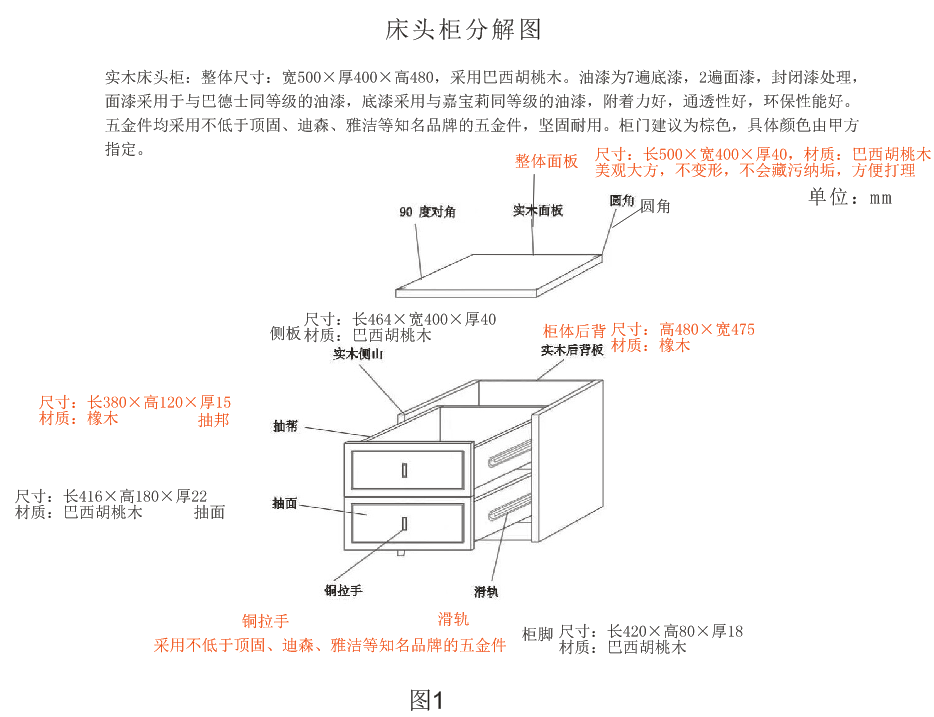 床头柜分解图
实木床头柜：整体尺寸：宽500×厚400×高480，采用巴西胡桃木。油漆为7遍底漆，2遍面漆，封闭漆处理，
面漆采用于与巴德士同等级的油漆，底漆采用与嘉宝莉同等级的油漆，附着力好，通透性好，环保性能好。
五金件均采用不低于顶固、迪森、雅洁等知名品牌的五金件，坚固耐用。柜门建议为棕色，具体颜色由甲方
指定。
整体面板
尺寸：长500×宽400×厚40，材质：巴西胡桃木
美观大方，不变形，不会藏污纳垢，方便打理
单位：mm
90 度对角
实木面板
圆角
圆角
侧板
尺寸：长464×宽400×厚40
材质：巴西胡桃木
实木侧山
柜体后背
尺寸：高480×宽475
材质：橡木
实木后背板
尺寸：长380×高120×厚15
材质：橡木
抽邦
抽帮
尺寸：长416×高180×厚22
材质：巴西胡桃木
抽面
抽面
铜拉手
滑轨
铜拉手
滑轨
采用不低于顶固、迪森、雅洁等知名品牌的五金件
柜脚
尺寸：长420×高80×厚18
材质：巴西胡桃木
图1